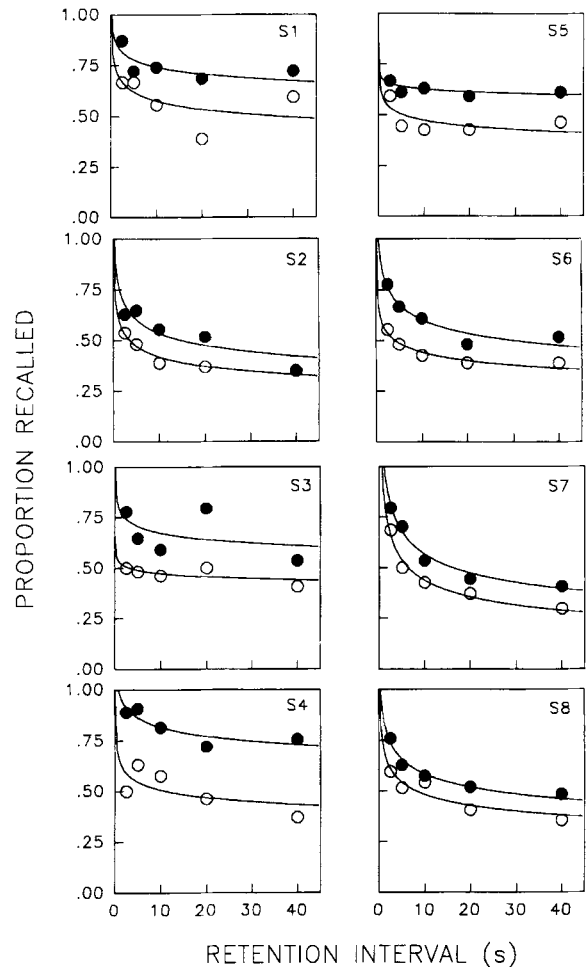 PROPORTION RECALLED
1.00
.75
.50
.25
.00
S1
S5
1.00
.75
.50
.25
.00
S2
S6
1.00
.75
.50
.25
.00
S3
S7
1.00
.75
.50
.25
.00
S4
S8
0 10 20 30 40
0 10 20 30 40
RETENTION INTERVAL (s)